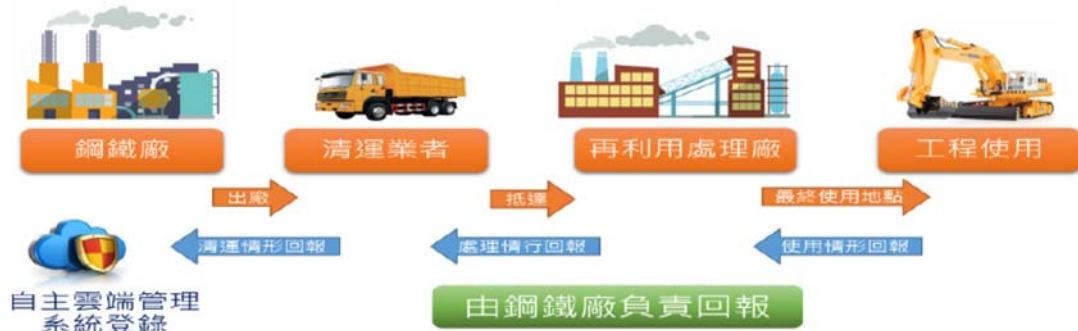 鋼鐵廠
清運業者
再利用處理廠
工程使用
出廠
抵達
最終使用地點
清運情形回報
處理情行回報
使用情形回報
自主雲端管理
系統登錄
由鋼鐵廠負責回報